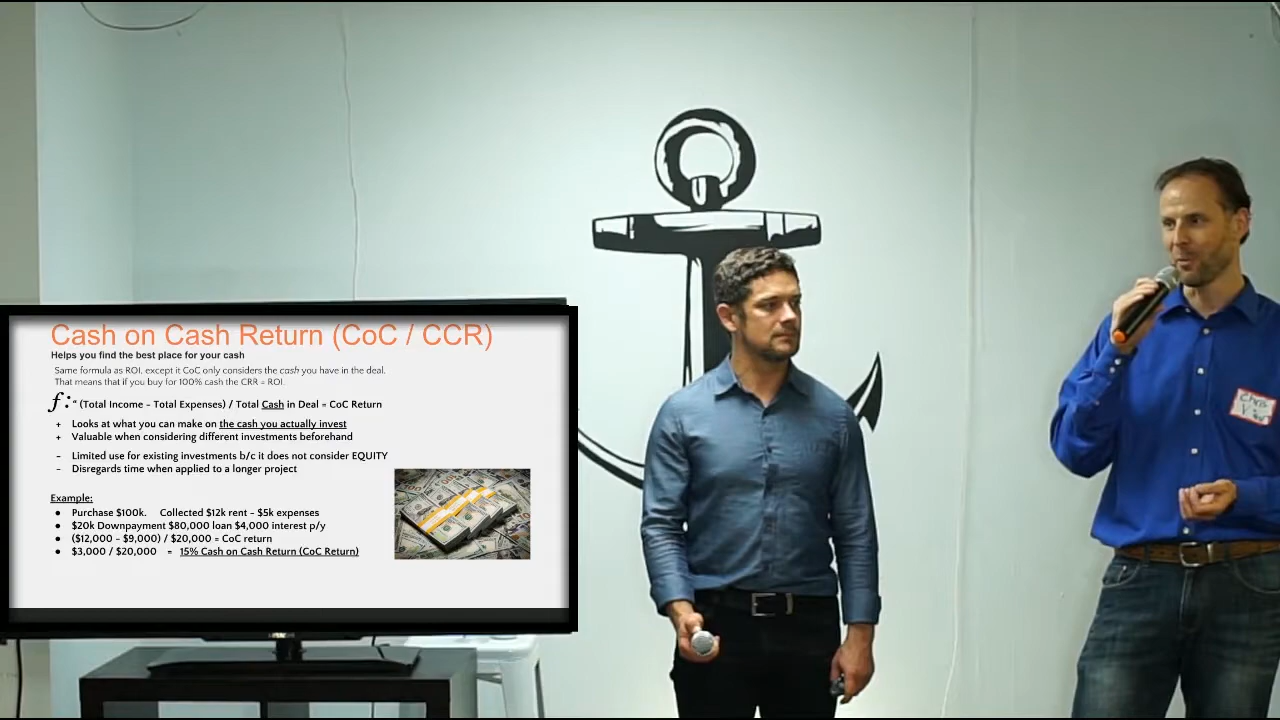 Cash on Cash Return (CoC / CCR)
Helps you find the best place for your cash
Same formula as ROI, except it CoC only considers the cash you have in the deal.
That means that if you buy for 100% cash the CRR = ROI.
f: “ (Total Income – Total Expenses) / Total Cash in Deal = CoC Return
+ Looks at what you can make on the cash you actually invest
+ Valuable when considering different investments beforehand
– Limited use for existing investments b/c it does not consider EQUITY
– Disregards time when applied to a longer project
Example:
● Purchase $100k. Collected $12k rent – $5k expenses
● $20k Downpayment $80,000 loan $4,000 interest p/y
● ($12,000 – $9,000) / $20,000 = CoC return
● $3,000 / $20,000 = 15% Cash on Cash Return (CoC Return)
Chris